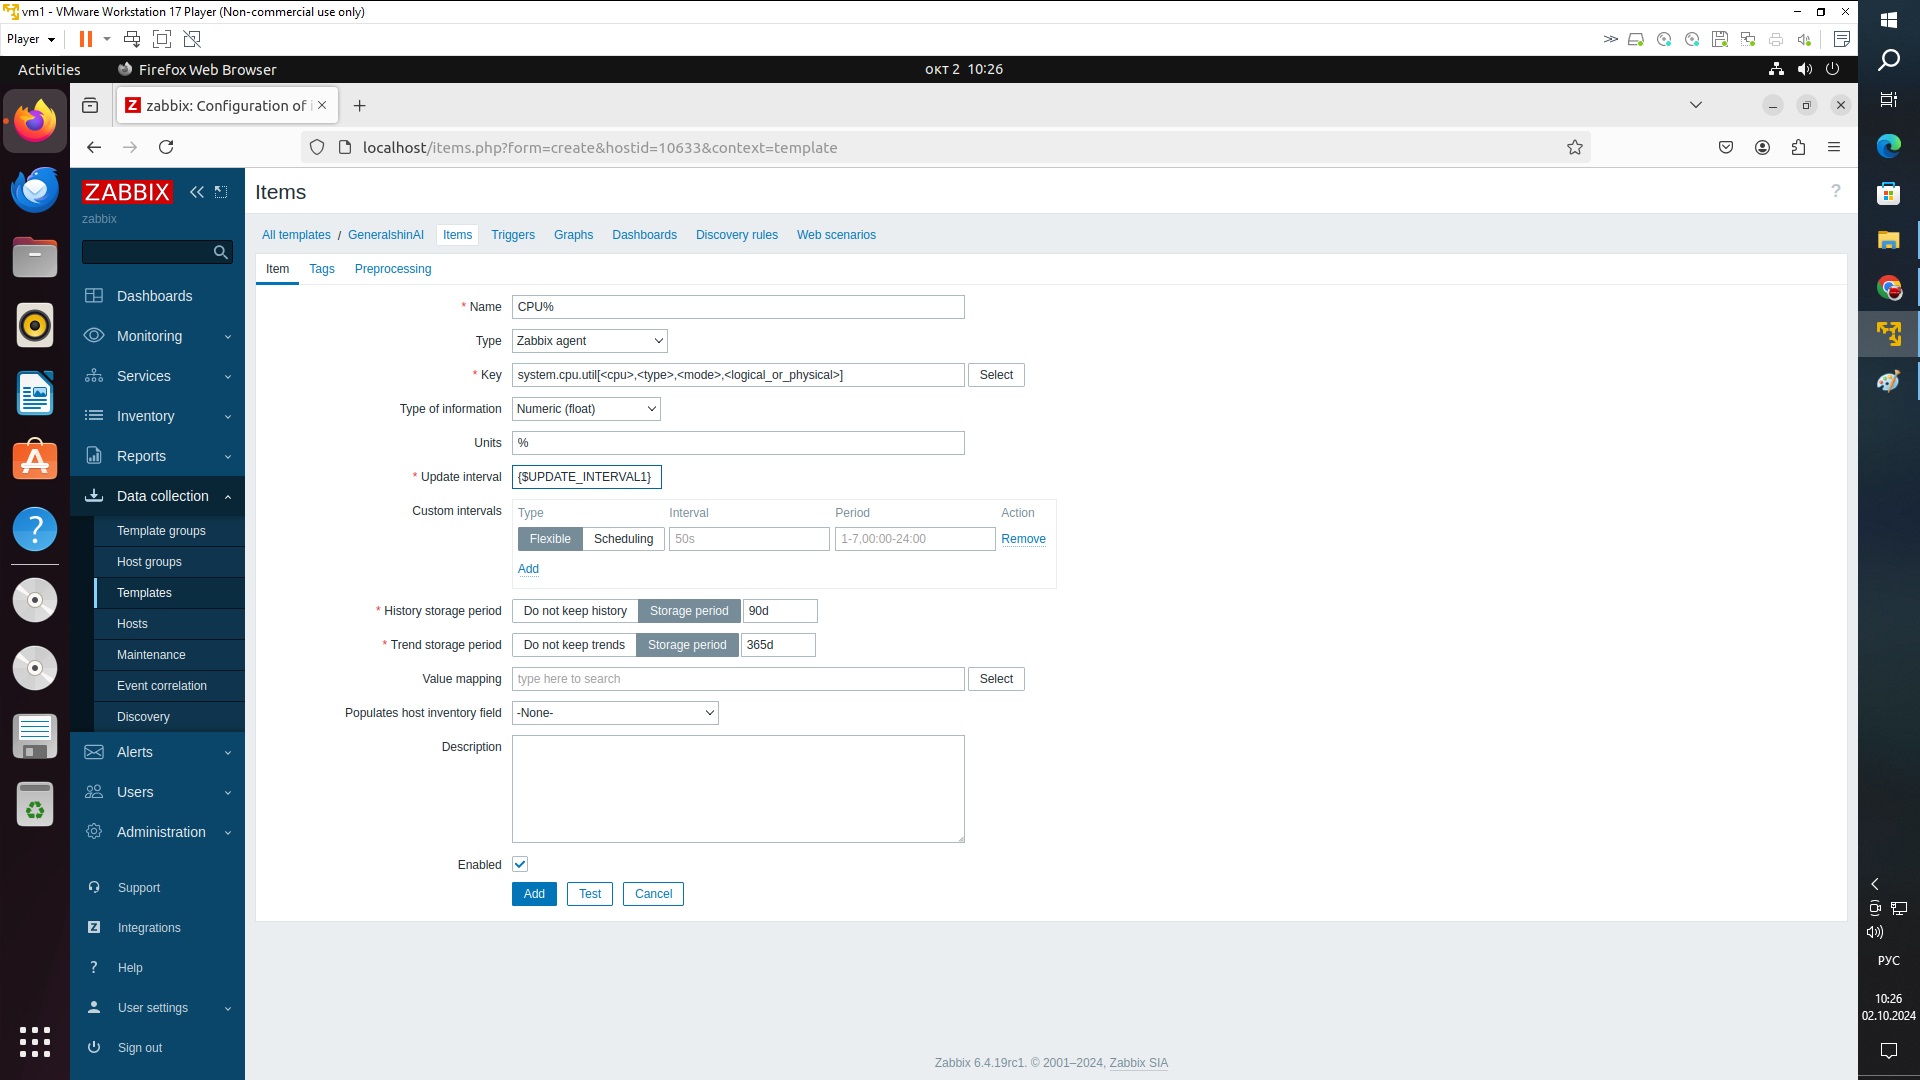 vm1 - VMware Workstation 17 Player (Non-commercial use only)
Player
Activities
Firefox Web Browser
окт 2 10:26
zabbix: Configuration of i
localhost/items.php?form=create&hostid=10633&context=template
ZABBIX
zabbix
Dashboards
Monitoring
Services
Inventory
Reports
Data collection
Template groups
Host groups
Templates
Hosts
Maintenance
Event correlation
Discovery
Alerts
Users
Administration
Support
Integrations
Help
User settings
Sign out
Items
?
All templates / GeneralshinAI Items Triggers Graphs Dashboards Discovery rules Web scenarios
Item Tags Preprocessing
* Name CPU%
Type Zabbix agent
* Key system.cpu.util[<cpu>,<type>,<mode>,<logical_or_physical>] Select
Type of information Numeric (float)
Units %
* Update interval {$UPDATE_INTERVAL1}
Custom intervals Type Interval Period Action
Flexible Scheduling 50s 1-7,00:00-24:00 Remove
Add
* History storage period Do not keep history Storage period 90d
* Trend storage period Do not keep trends Storage period 365d
Value mapping type here to search Select
Populates host inventory field -None-
Description
Enabled
Add Test Cancel
Zabbix 6.4.19rc1. © 2001–2024, Zabbix SIA
РУС
10:26
02.10.2024